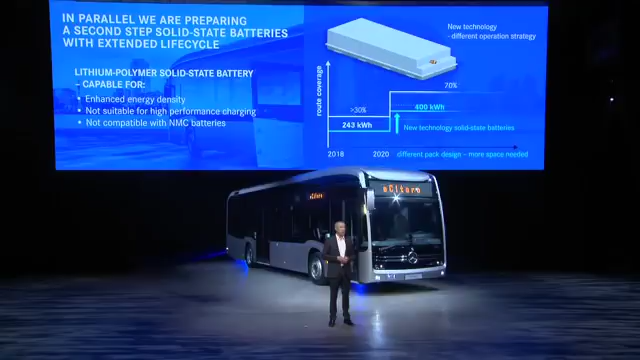 IN PARALLEL WE ARE PREPARING
A SECOND STEP SOLID-STATE BATTERIES
WITH EXTENDED LIFECYCLE
LITHIUM-POLYMER SOLID-STATE BATTERY
– CAPABLE FOR:
• Enhanced energy density
• Not suitable for high performance charging
• Not compatible with NMC batteries
New technology
- different operation strategy
route coverage
70%
>30%
400 kWh
243 kWh
New technology solid-state batteries
2018
2020
different pack design – more space needed
eCitaro
eCitaro